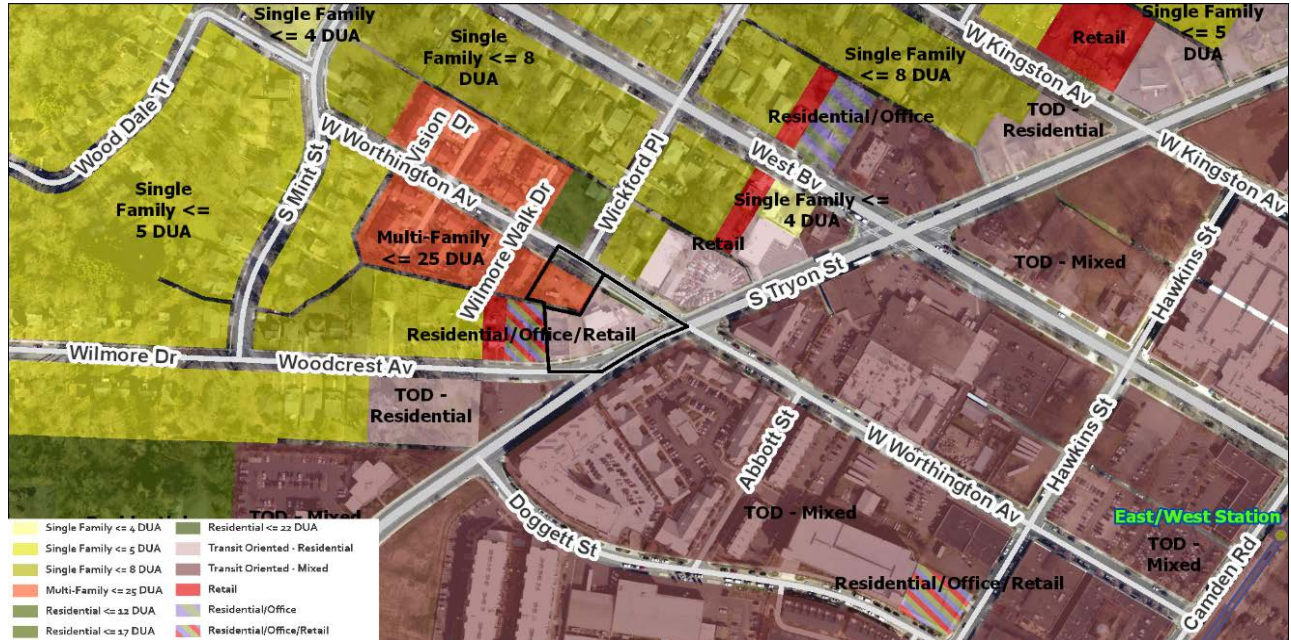 Single Family
<= 4 DUA
Single
Family <= 8
DUA
Single Family
<= 5
DUA
Retail
W Kingston Av
Single Family
<= 8 DUA
TOD -
Residential
Residential/Office
W Kingston Av
Wood Dale Tr
W Worthington Av
Vision Dr
S Mint St
Wickford Pl
West Bv
Single
Family <=
5 DUA
Single Family <=
4 DUA
Wilmore Walk Dr
Multi-Family
<= 25 DUA
Retail
S Tryon St
TOD - Mixed
Hawkins St
Residential/Office/Retail
Wilmore Dr
Woodcrest Av
TOD -
Residential
Abbott St
W Worthington Av
Hawkins St
TOD - Mixed
TOD - Mixed
Doggett St
East/West Station
TOD -
Mixed
Camden Rd
Residential/Office/Retail
Single Family <= 4 DUA
Single Family <= 5 DUA
Single Family <= 8 DUA
Multi-Family <= 25 DUA
Residential <= 12 DUA
Residential <= 17 DUA
Residential <= 22 DUA
Transit Oriented - Residential
Transit Oriented - Mixed
Retail
Residential/Office
Residential/Office/Retail